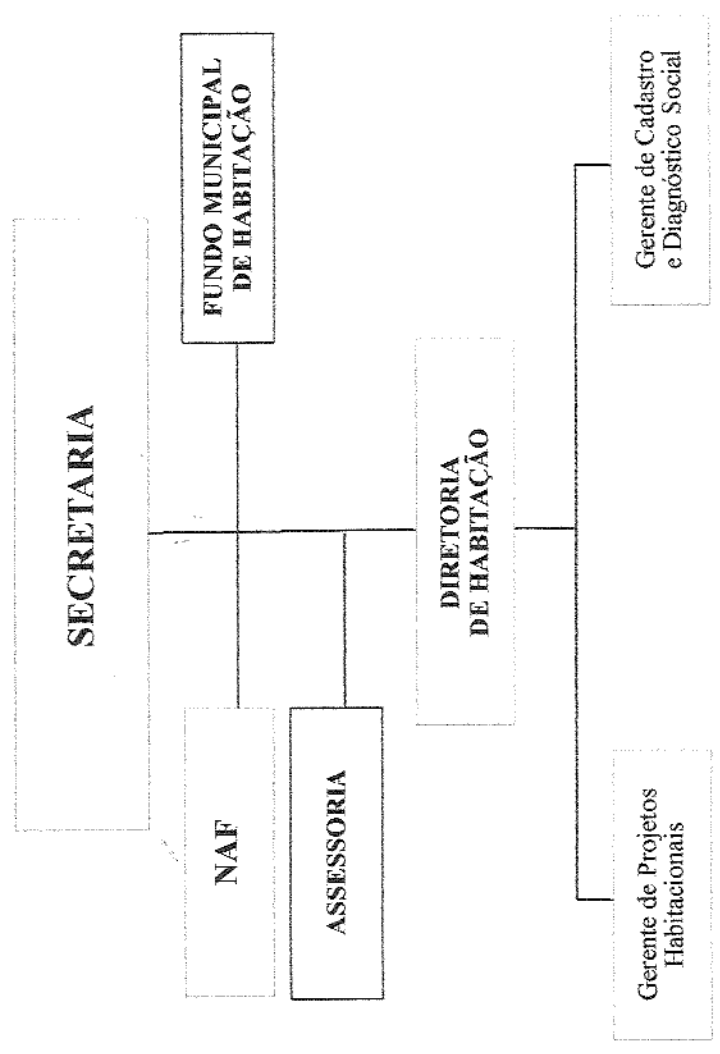 SECRETARIA
NAF
FUNDO MUNICIPAL
DE HABITAÇÃO
ASSESSORIA
DIRETORIA
DE HABITAÇÃO
Gerente de Projetos
Habitacionais
Gerente de Cadastro
e Diagnóstico Social